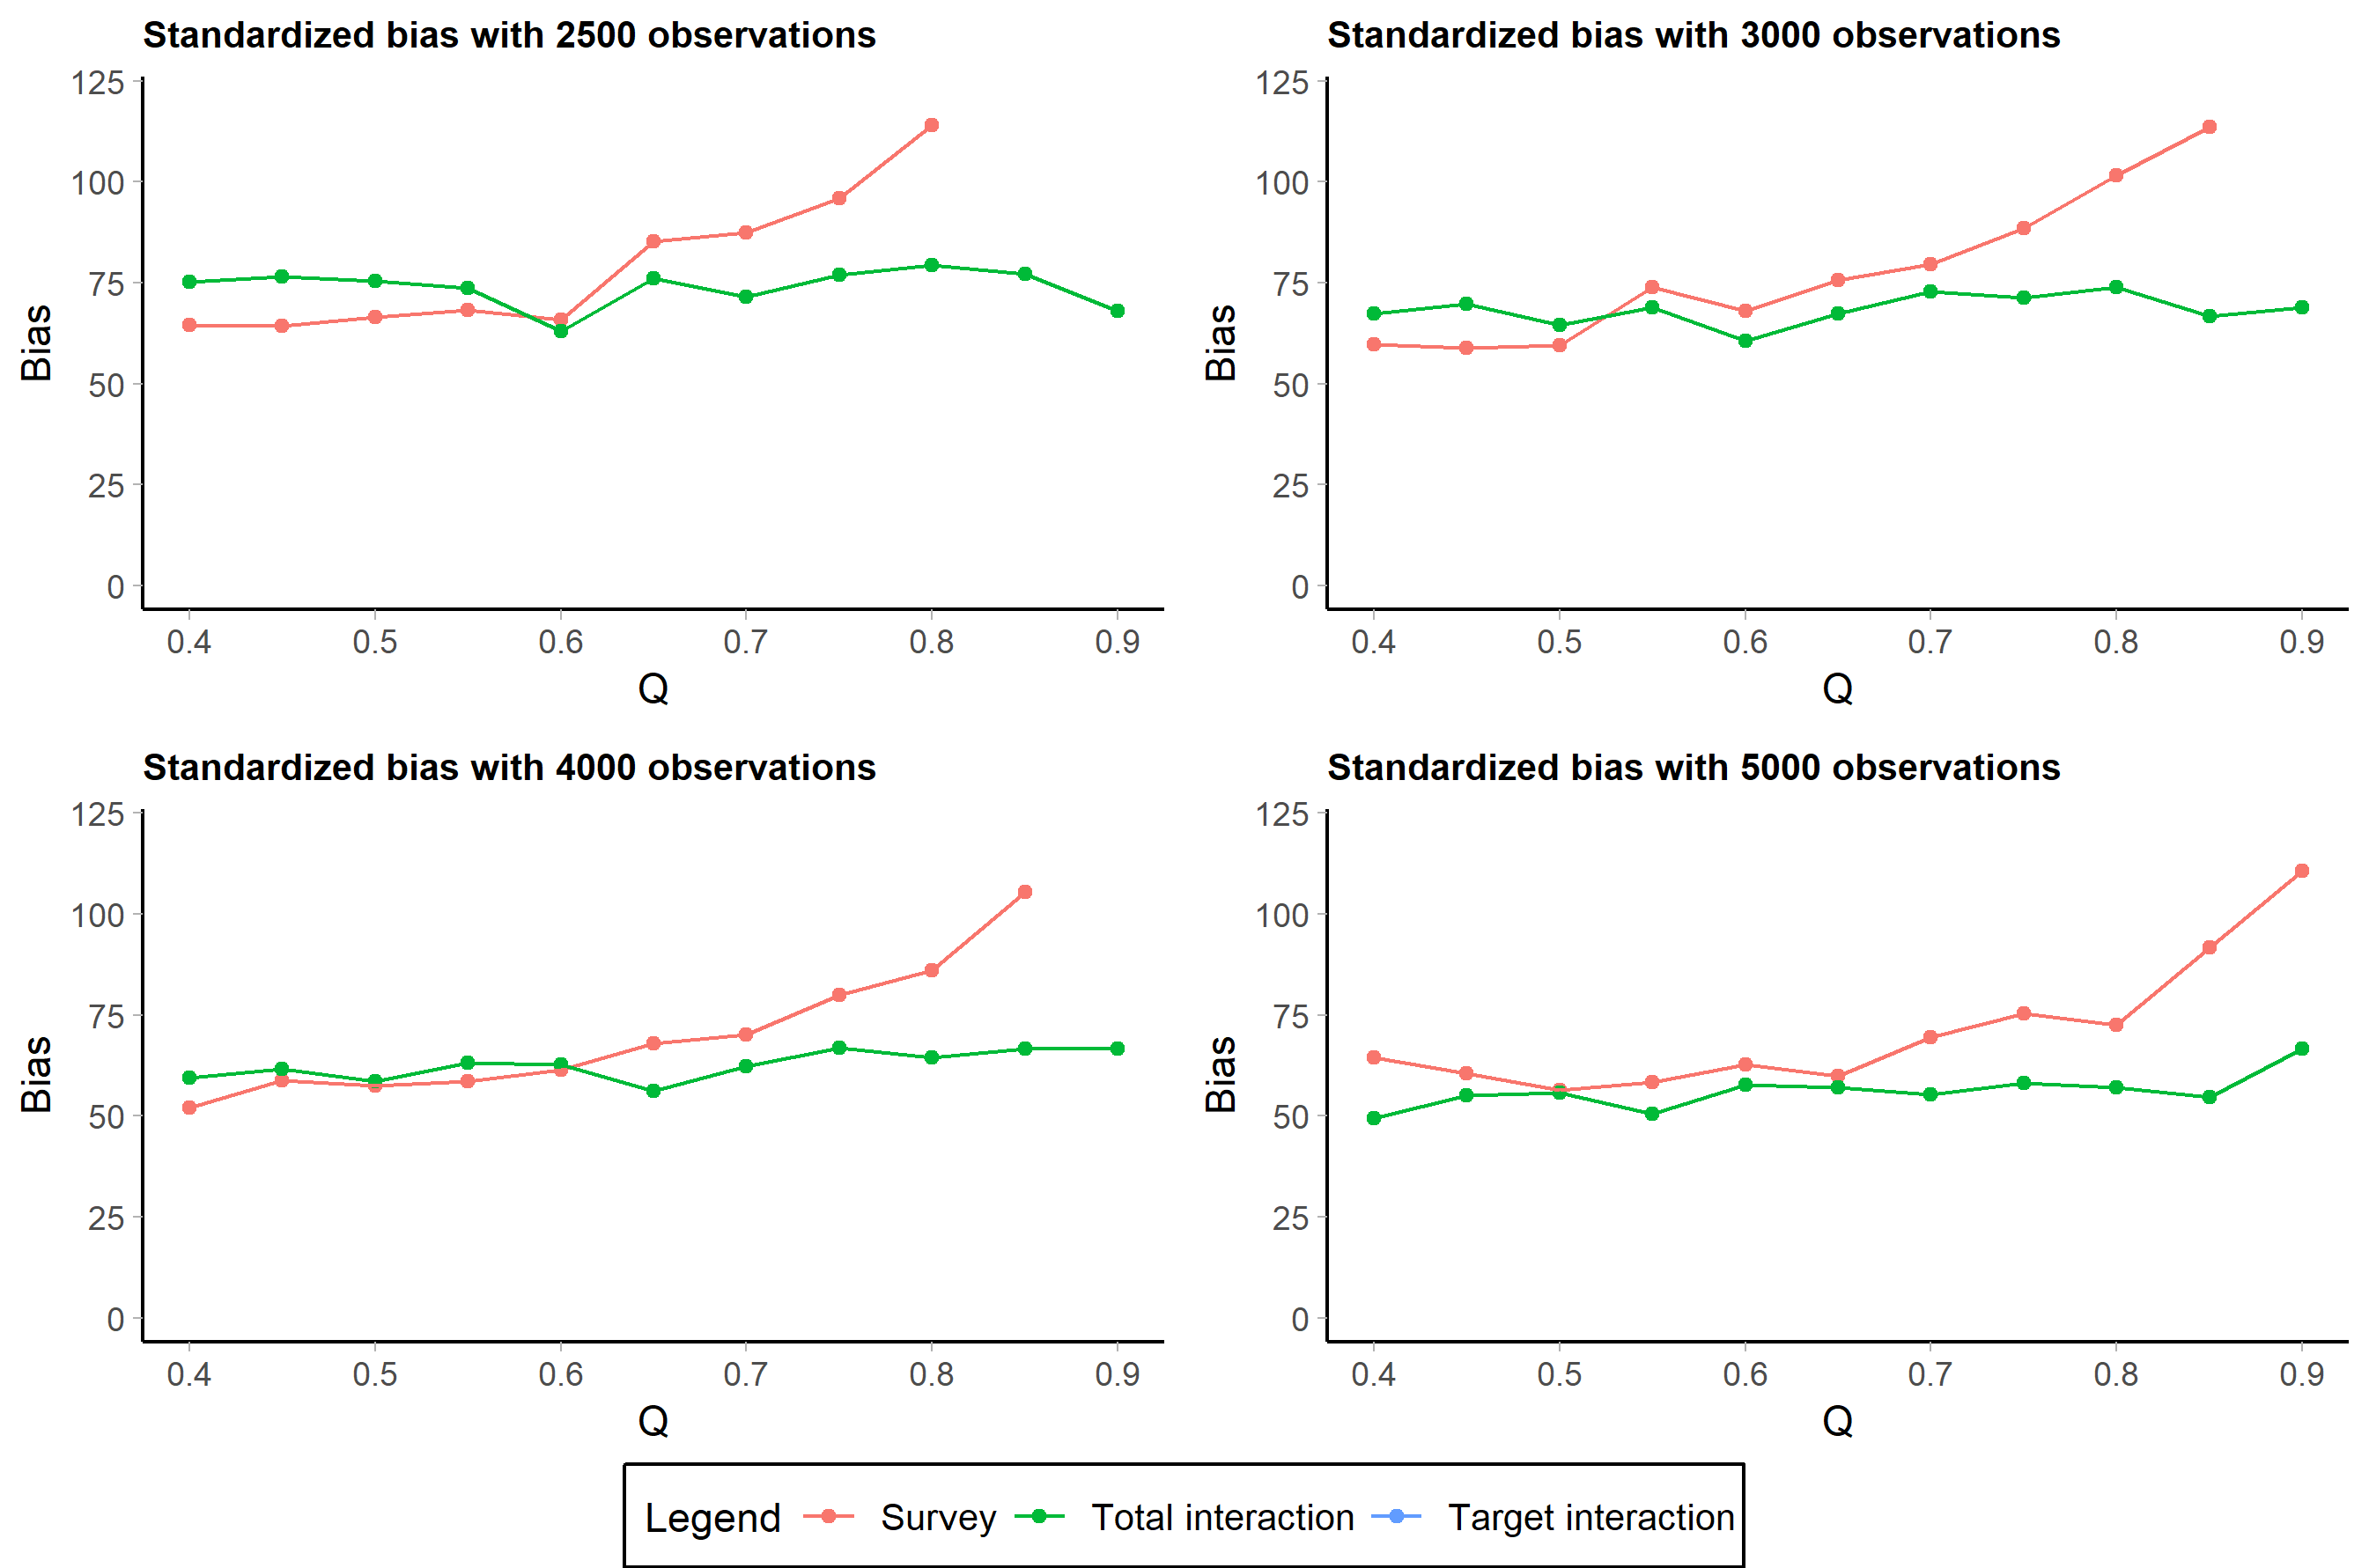 Standardized bias with 2500 observations
125
100
75
50
25
0
Bias
0.4 0.5 0.6 0.7 0.8 0.9
Q
Standardized bias with 3000 observations
125
100
75
50
25
0
Bias
0.4 0.5 0.6 0.7 0.8 0.9
Q
Standardized bias with 4000 observations
125
100
75
50
25
0
Bias
0.4 0.5 0.6 0.7 0.8 0.9
Q
Standardized bias with 5000 observations
125
100
75
50
25
0
Bias
0.4 0.5 0.6 0.7 0.8 0.9
Q
Legend Survey Total interaction Target interaction